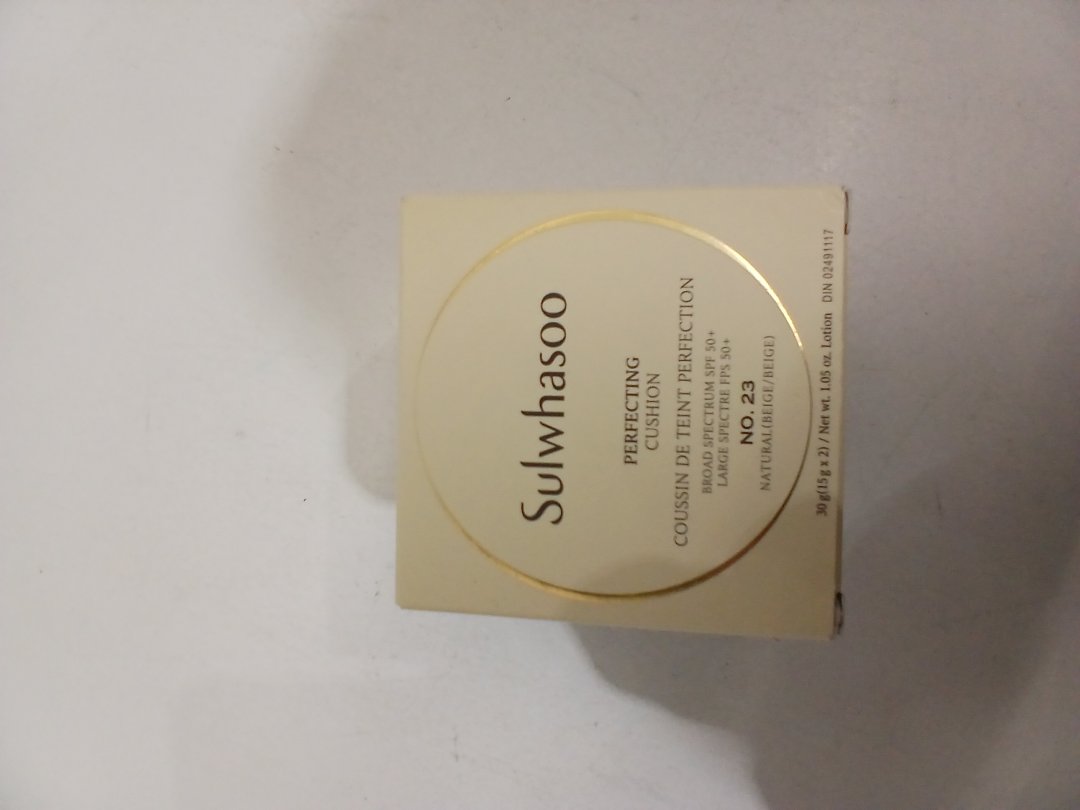 Sulwhasoo
PERFECTING
CUSHION
COUSSIN DE TEINT PERFECTION
BROAD SPECTRUM SPF 50+
LARGE SPECTRE FPS 50+
NO. 23
NATURAL(BEIGE/BEIGE)
30 g(15 g x 2) / Net wt. 1.05 oz. Lotion DIN 02491117